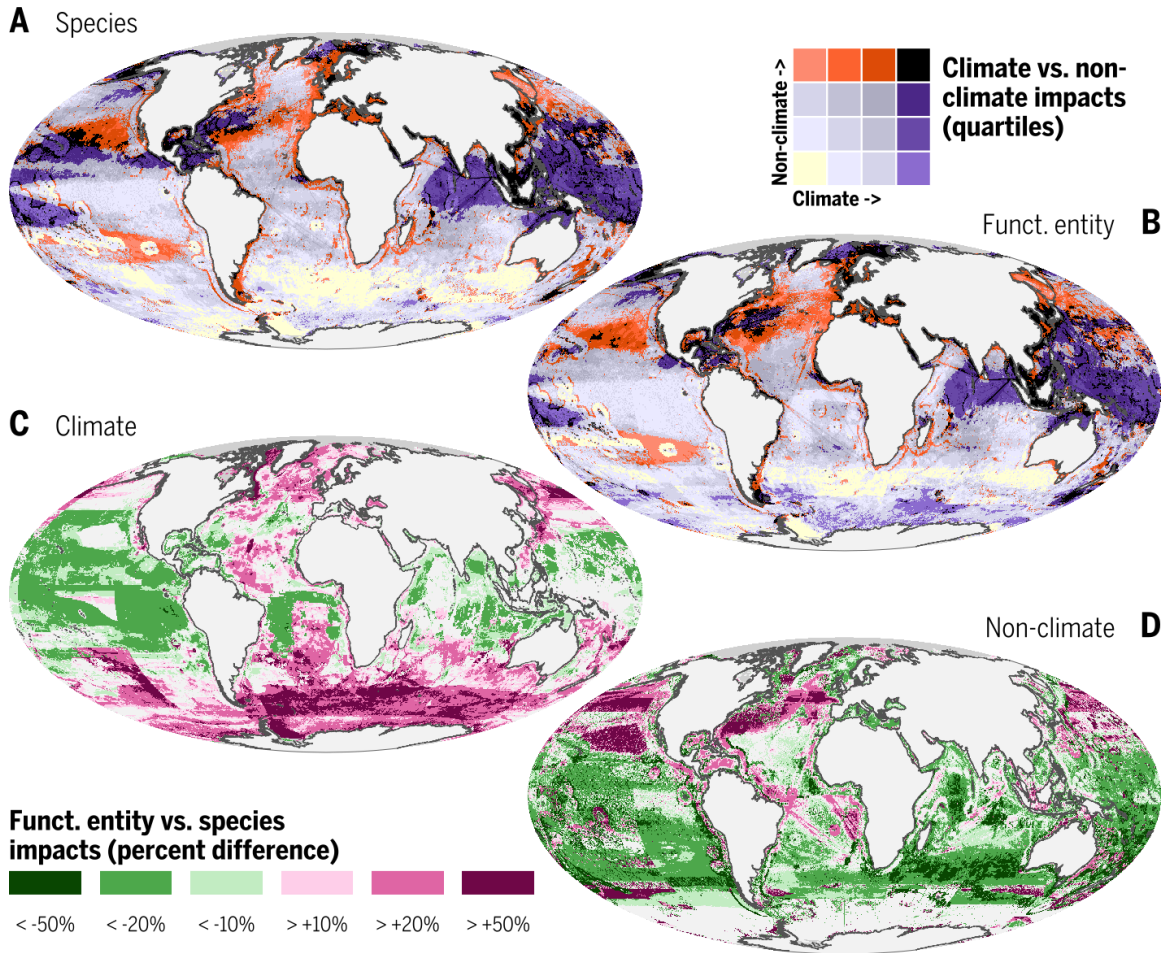 A Species
Non-climate ->
Climate ->
Climate vs. non-
climate impacts
(quartiles)
Funct. entity B
C Climate
Non-climate D
Funct. entity vs. species
impacts (percent difference)
< -50% < -20% < -10% > +10% > +20% > +50%